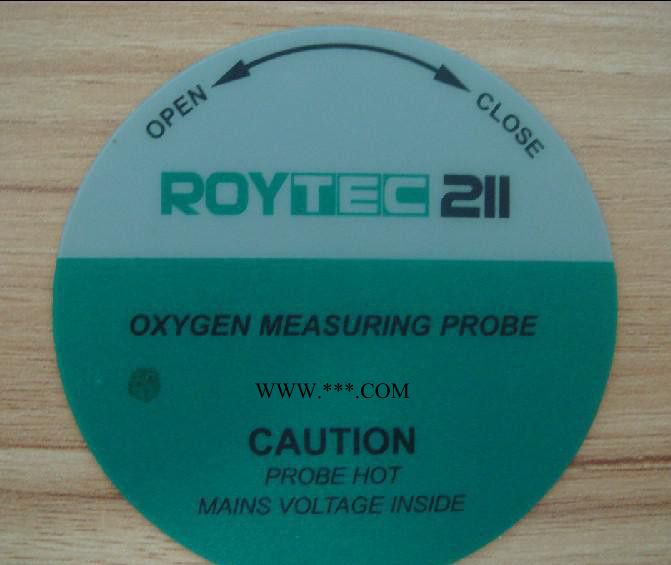 OPEN
CLOSE
ROYTEC 211
OXYGEN MEASURING PROBE
WWW.***.COM
CAUTION
PROBE HOT
MAINS VOLTAGE INSIDE